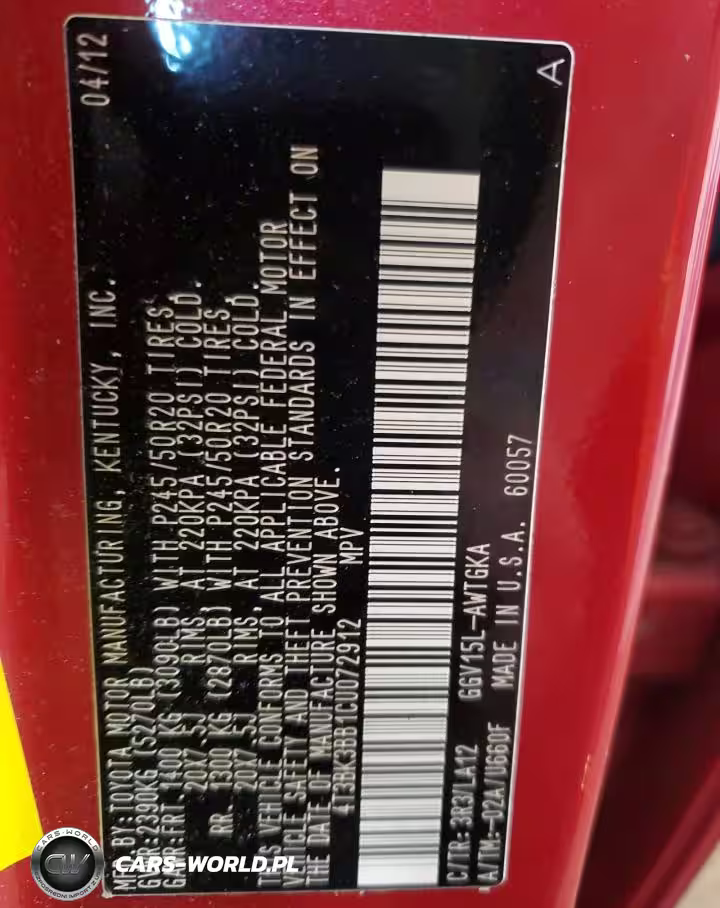 MFD.BY:TOYOTA MOTOR MANUFACTURING, KENTUCKY, INC. 04/12
GVWR:2390KG (5270LB)
GAWR:FRT. 1400 KG (3090LB) WITH P245/50R20 TIRES,
20X7.5J RIMS, AT 220KPA (32PSI) COLD.
RR. 1300 KG (2870LB) WITH P245/50R20 TIRES,
20X7.5J RIMS, AT 220KPA (32PSI) COLD.
THIS VEHICLE CONFORMS TO ALL APPLICABLE FEDERAL MOTOR
VEHICLE SAFETY AND THEFT PREVENTION STANDARDS IN EFFECT ON
THE DATE OF MANUFACTURE SHOWN ABOVE.
4T3BK3BB1CU072912 MPV
A
C/TR:3R3/LA12 GGV15L-AWTGKA
A/TM:-02A/U660F MADE IN U.S.A. 60057
CARS-WORLD
CW
CARS-WORLD.PL